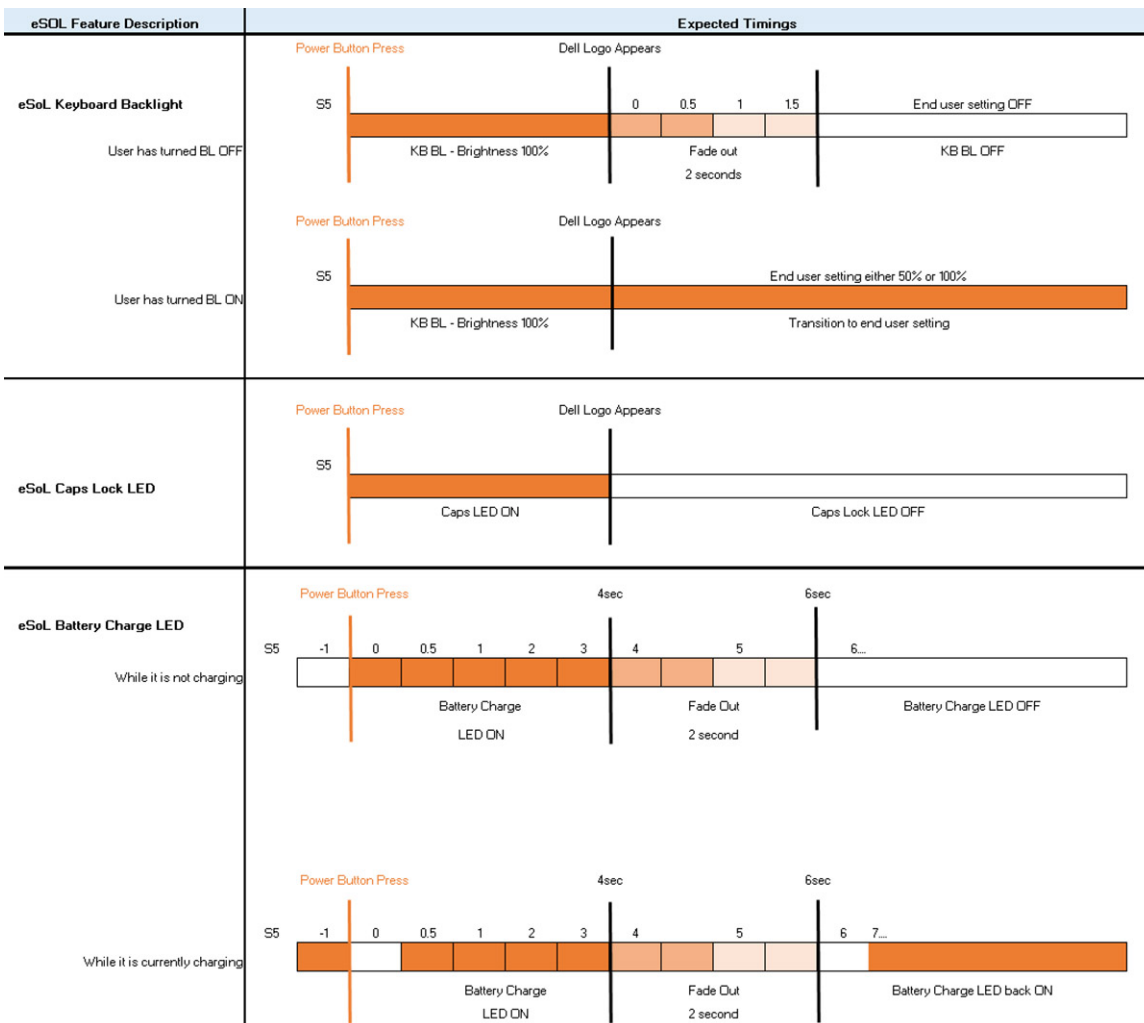 eSOL Feature Description
Expected Timings
Power Button Press
Dell Logo Appears
eSoL Keyboard Backlight
S5
0 0.5 1 1.5
End user setting OFF
User has turned BL OFF
KB BL - Brightness 100%
Fade out
KB BL OFF
2 seconds
Power Button Press
Dell Logo Appears
S5
End user setting either 50% or 100%
User has turned BL ON
KB BL - Brightness 100%
Transition to end user setting
Power Button Press
Dell Logo Appears
S5
eSoL Caps Lock LED
Caps LED ON
Caps Lock LED OFF
Power Button Press
4sec
6sec
eSoL Battery Charge LED
S5
-1 0 0.5 1 2 3 4 5 6...
While it is not charging
Battery Charge
Fade Out
Battery Charge LED OFF
LED ON
2 second
Power Button Press
4sec
6sec
S5
-1 0 0.5 1 2 3 4 5 6 7...
While it is currently charging
Battery Charge
Fade Out
Battery Charge LED back ON
LED ON
2 second